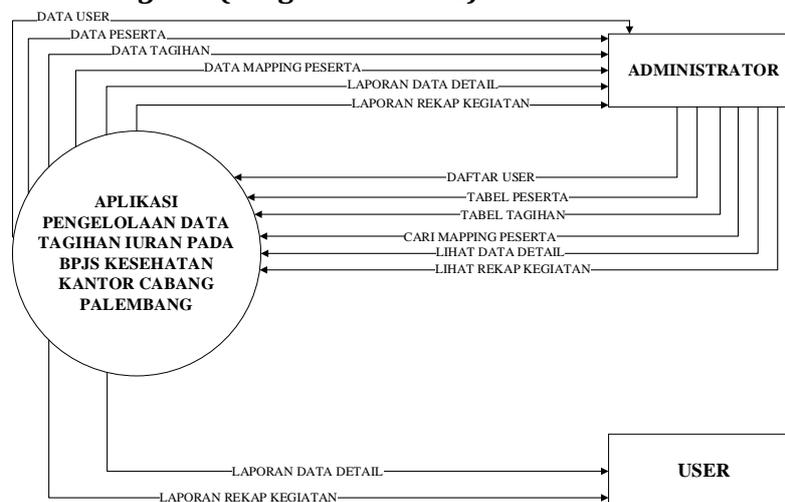 DATA USER
DATA PESERTA
DATA TAGIHAN
DATA MAPPING PESERTA
LAPORAN DATA DETAIL
LAPORAN REKAP KEGIATAN
ADMINISTRATOR
DAFTAR USER
TABEL PESERTA
TABEL TAGIHAN
CARI MAPPING PESERTA
LIHAT DATA DETAIL
LIHAT REKAP KEGIATAN
APLIKASI
PENGELOLAAN DATA
TAGIHAN IURAN PADA
BPJS KESEHATAN
KANTOR CABANG
PALEMBANG
LAPORAN DATA DETAIL
LAPORAN REKAP KEGIATAN
USER